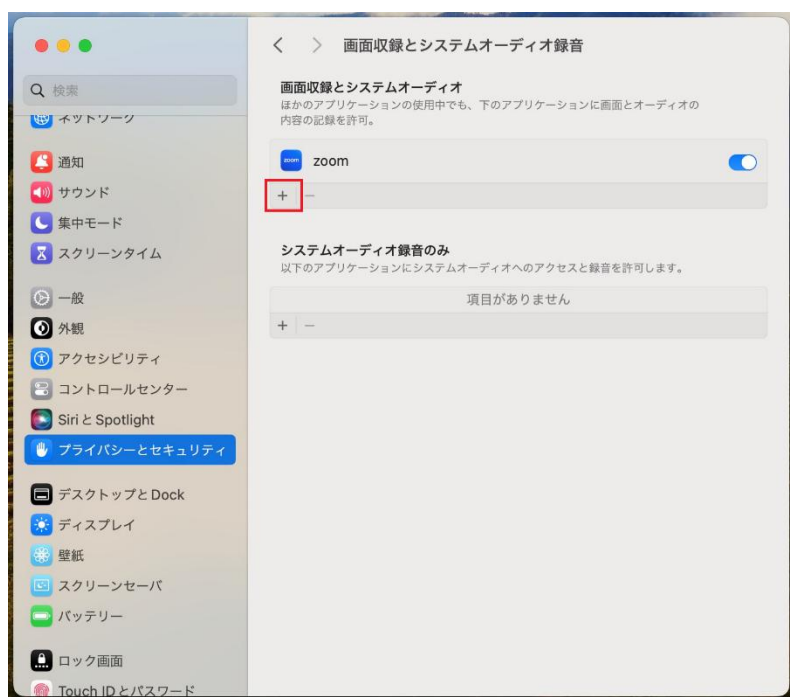 検索
ネットワーク
通知
サウンド
集中モード
スクリーンタイム
一般
外観
アクセシビリティ
コントロールセンター
Siri と Spotlight
プライバシーとセキュリティ
デスクトップと Dock
ディスプレイ
壁紙
スクリーンセーバ
バッテリー
ロック画面
Touch ID とパスワード
画面収録とシステムオーディオ録音
画面収録とシステムオーディオ
ほかのアプリケーションの使用中でも、下のアプリケーションに画面とオーディオの
内容の記録を許可。
zoom zoom
+ −
システムオーディオ録音のみ
以下のアプリケーションにシステムオーディオへのアクセスと録音を許可します。
項目がありません
+ −